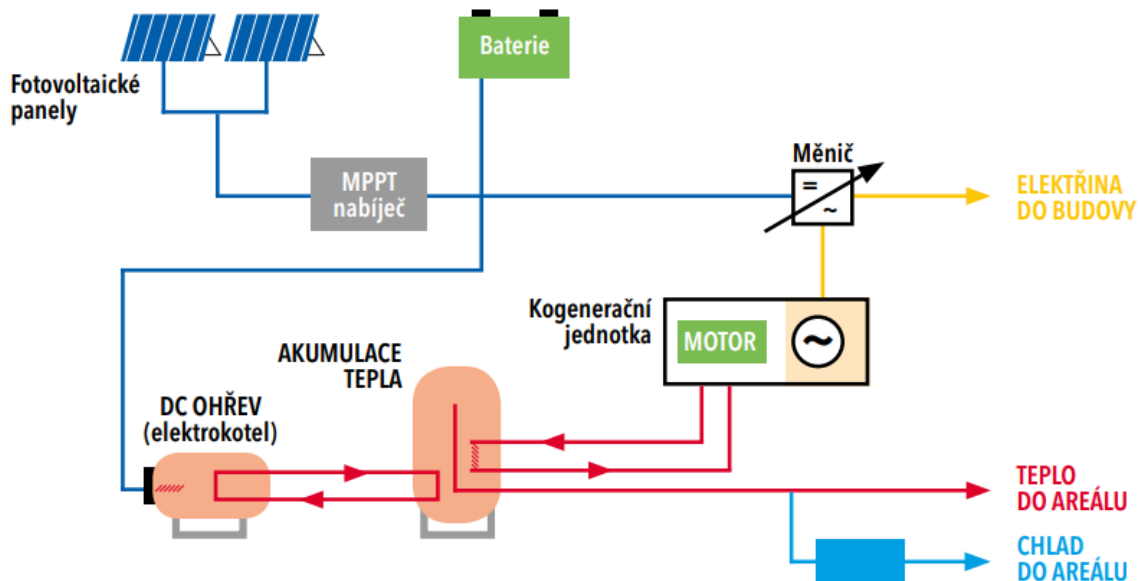 Baterie
Fotovoltaické
panely
Měnič
MPPT
nabíječ
=
~
ELEKTŘINA
DO BUDOVY
Kogenerační
jednotka
MOTOR
~
AKUMULACE
TEPLA
DC OHŘEV
(elektrokotel)
TEPLO
DO AREÁLU
CHLAD
DO AREÁLU